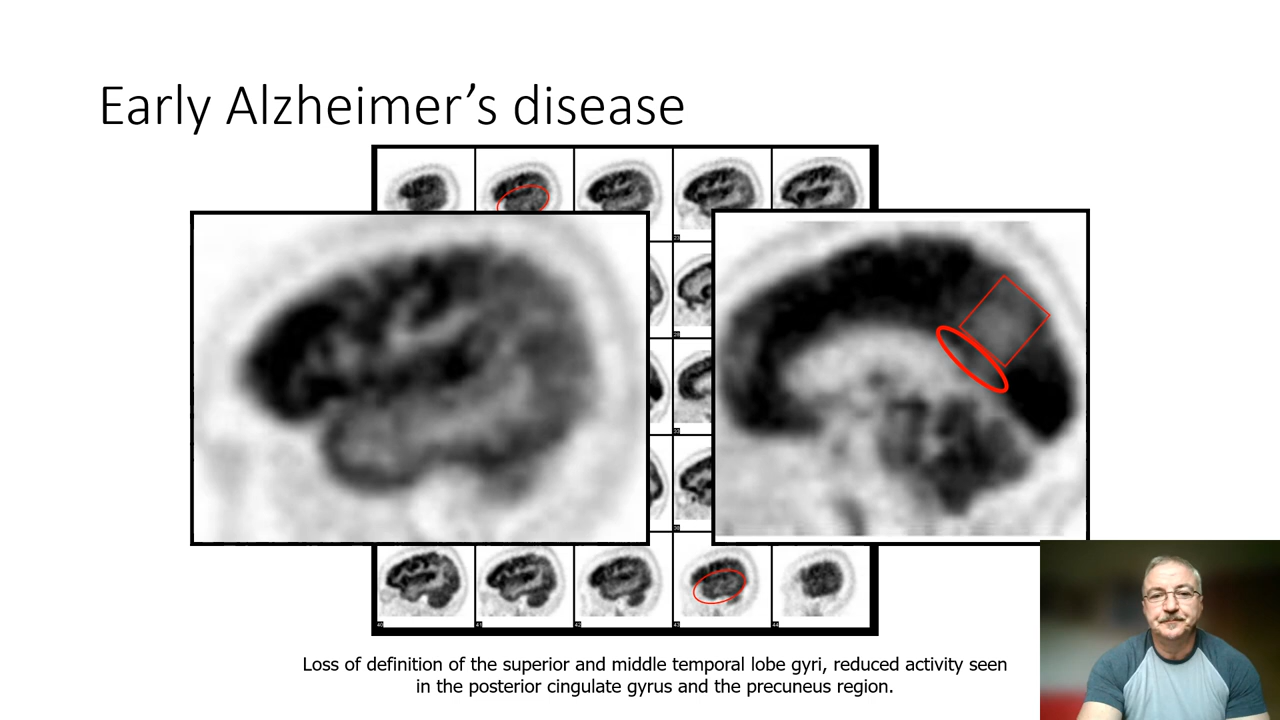 Early Alzheimer’s disease
Loss of definition of the superior and middle temporal lobe gyri, reduced activity seen
in the posterior cingulate gyrus and the precuneus region.